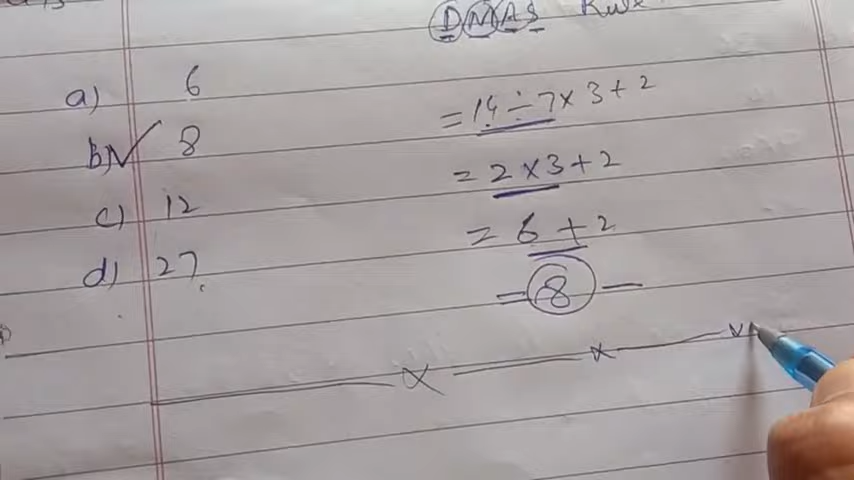 DMAS Rule
a) 6
= 14 ÷ 7 × 3 + 2
b) ✓ 8
= 2 × 3 + 2
c) 12
= 6 + 2
d) 27.
= 8 —